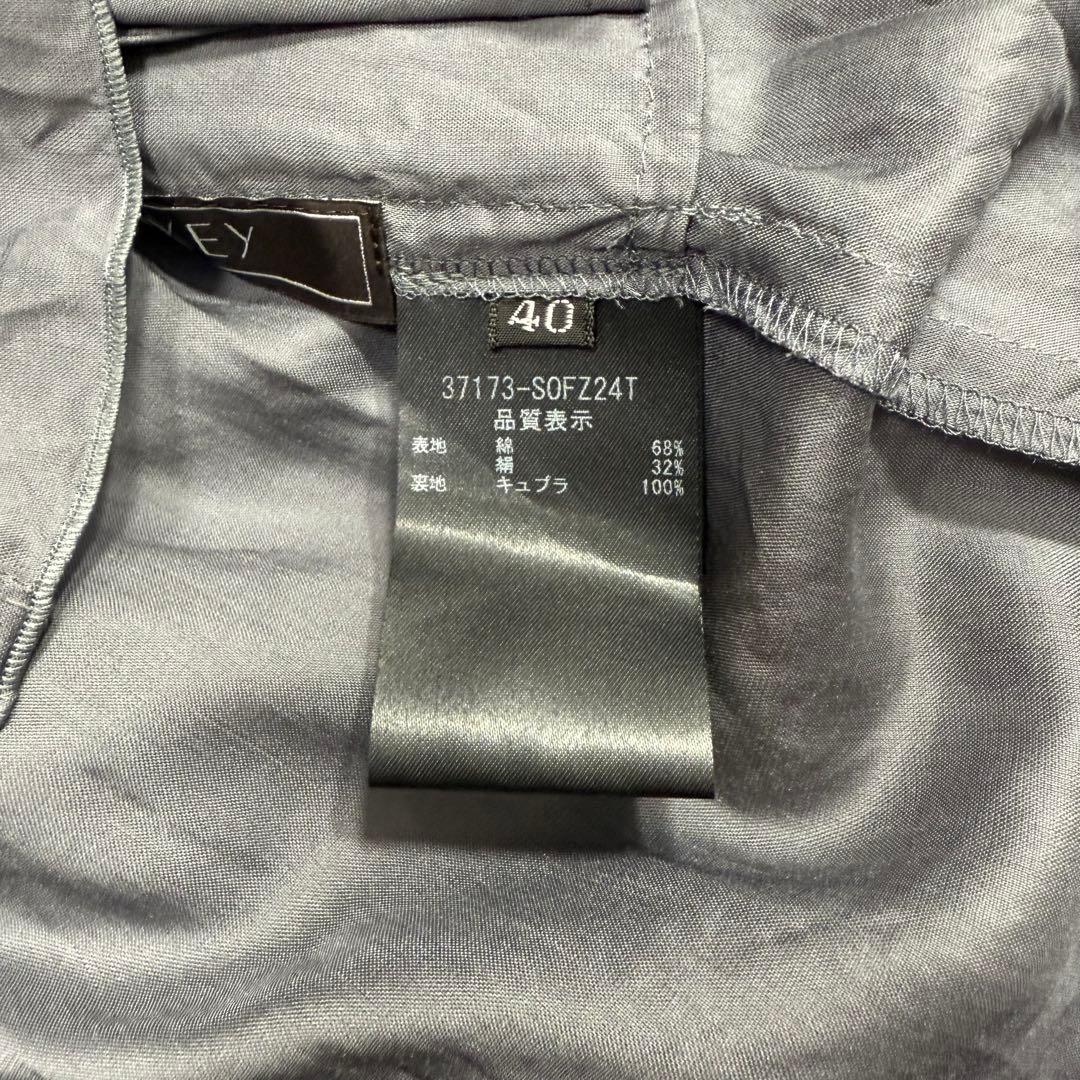 KEY
40
37173-SOFZ24T
品質表示
表地 綿 68%
絹 32%
裏地 キュプラ 100%